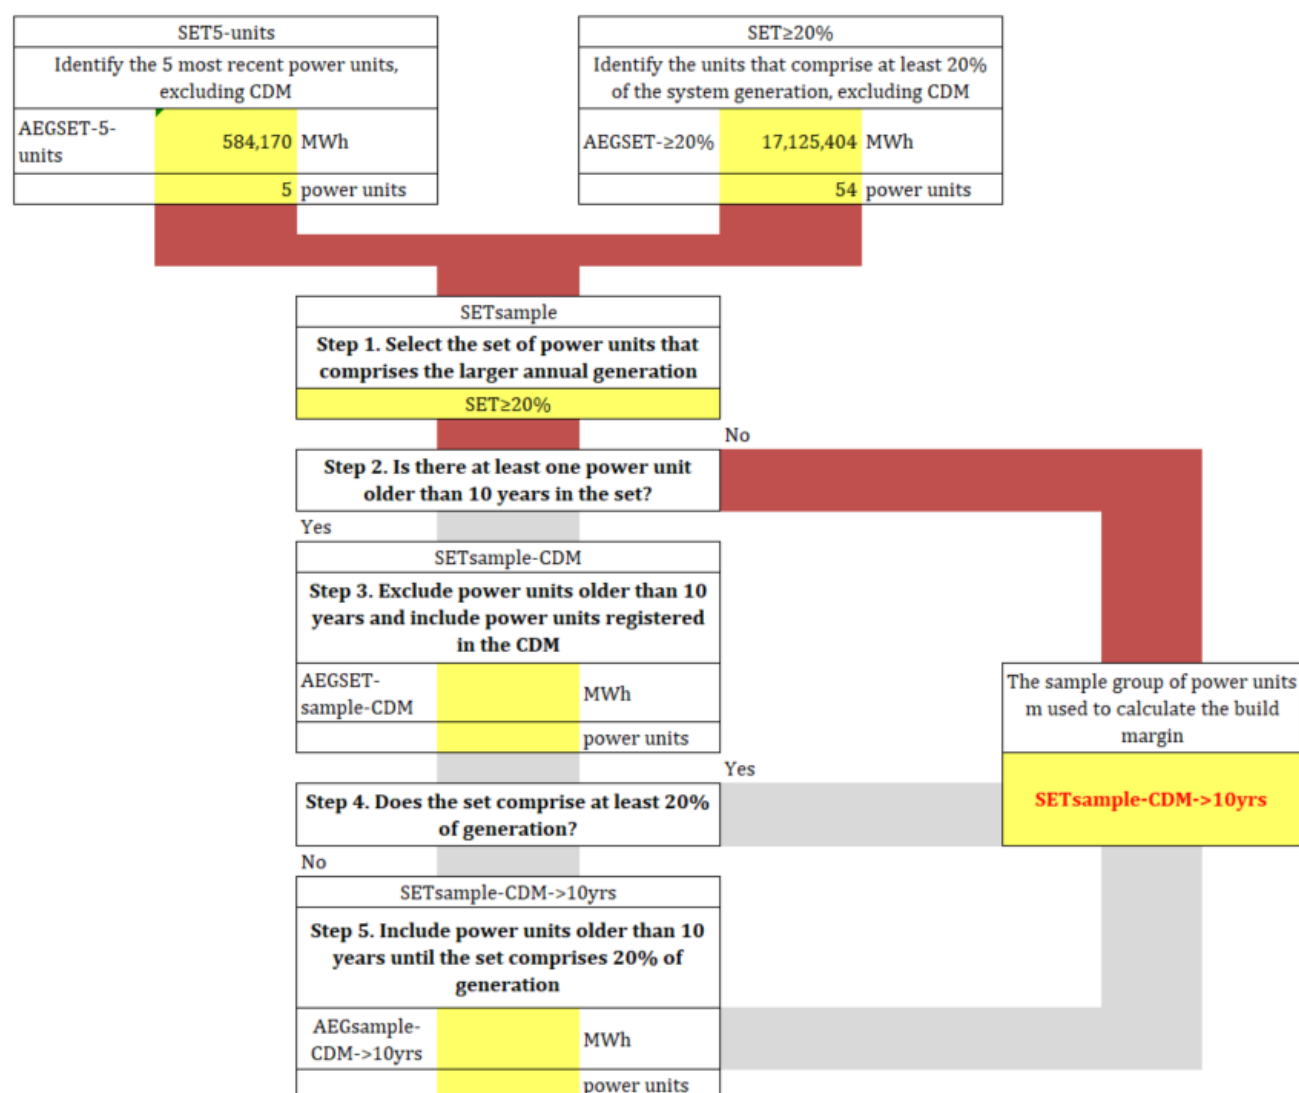 SET5-units
Identify the 5 most recent power units,
excluding CDM
AEGSET-5-
units
584,170 MWh
5 power units
SET≥20%
Identify the units that comprise at least 20%
of the system generation, excluding CDM
AEGSET-≥20% 17,125,404 MWh
54 power units
SETsample
Step 1. Select the set of power units that
comprises the larger annual generation
SET≥20%
No
Step 2. Is there at least one power unit
older than 10 years in the set?
Yes
SETsample-CDM
Step 3. Exclude power units older than 10
years and include power units registered
in the CDM
AEGSET-
sample-CDM
MWh
power units
The sample group of power units
m used to calculate the build
margin
SETsample-CDM->10yrs
Yes
Step 4. Does the set comprise at least 20%
of generation?
No
SETsample-CDM->10yrs
Step 5. Include power units older than 10
years until the set comprises 20% of
generation
AEGsample-
CDM->10yrs
MWh
power units